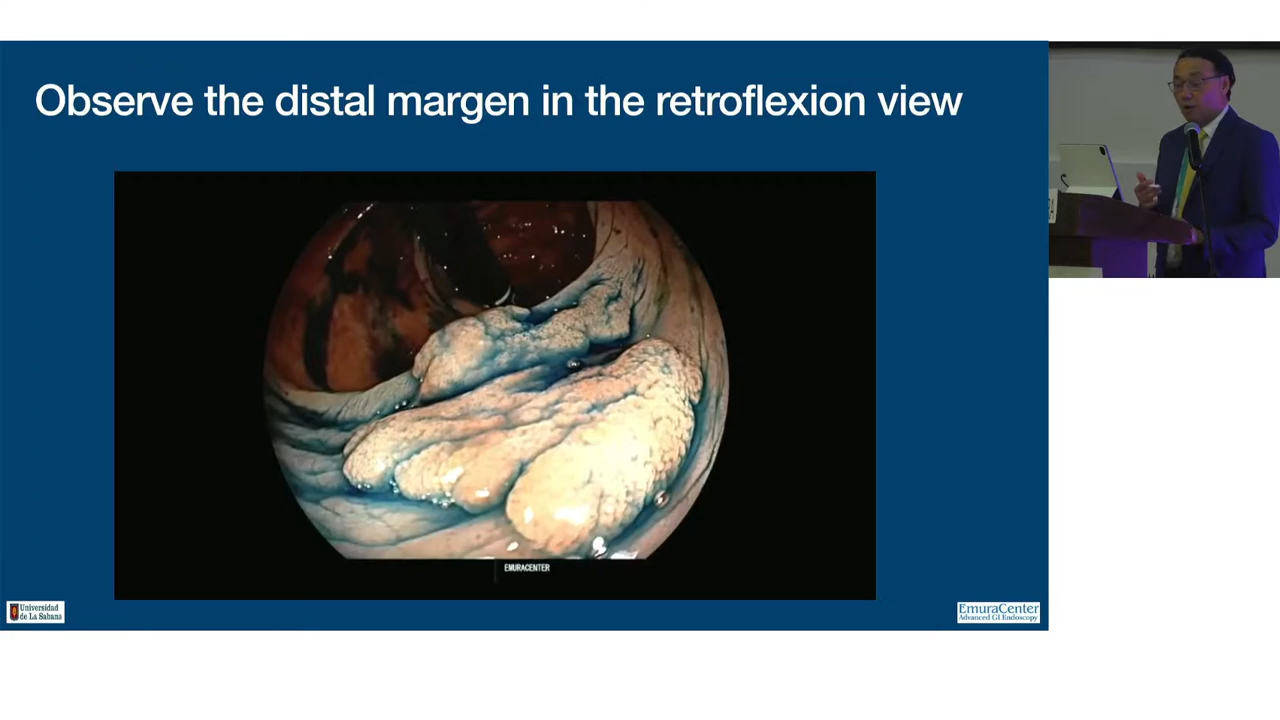 Observe the distal margen in the retroflexion view
EMURACENTER
Universidad
de La Sabana
EmuraCenter
Advanced GI Endoscopy